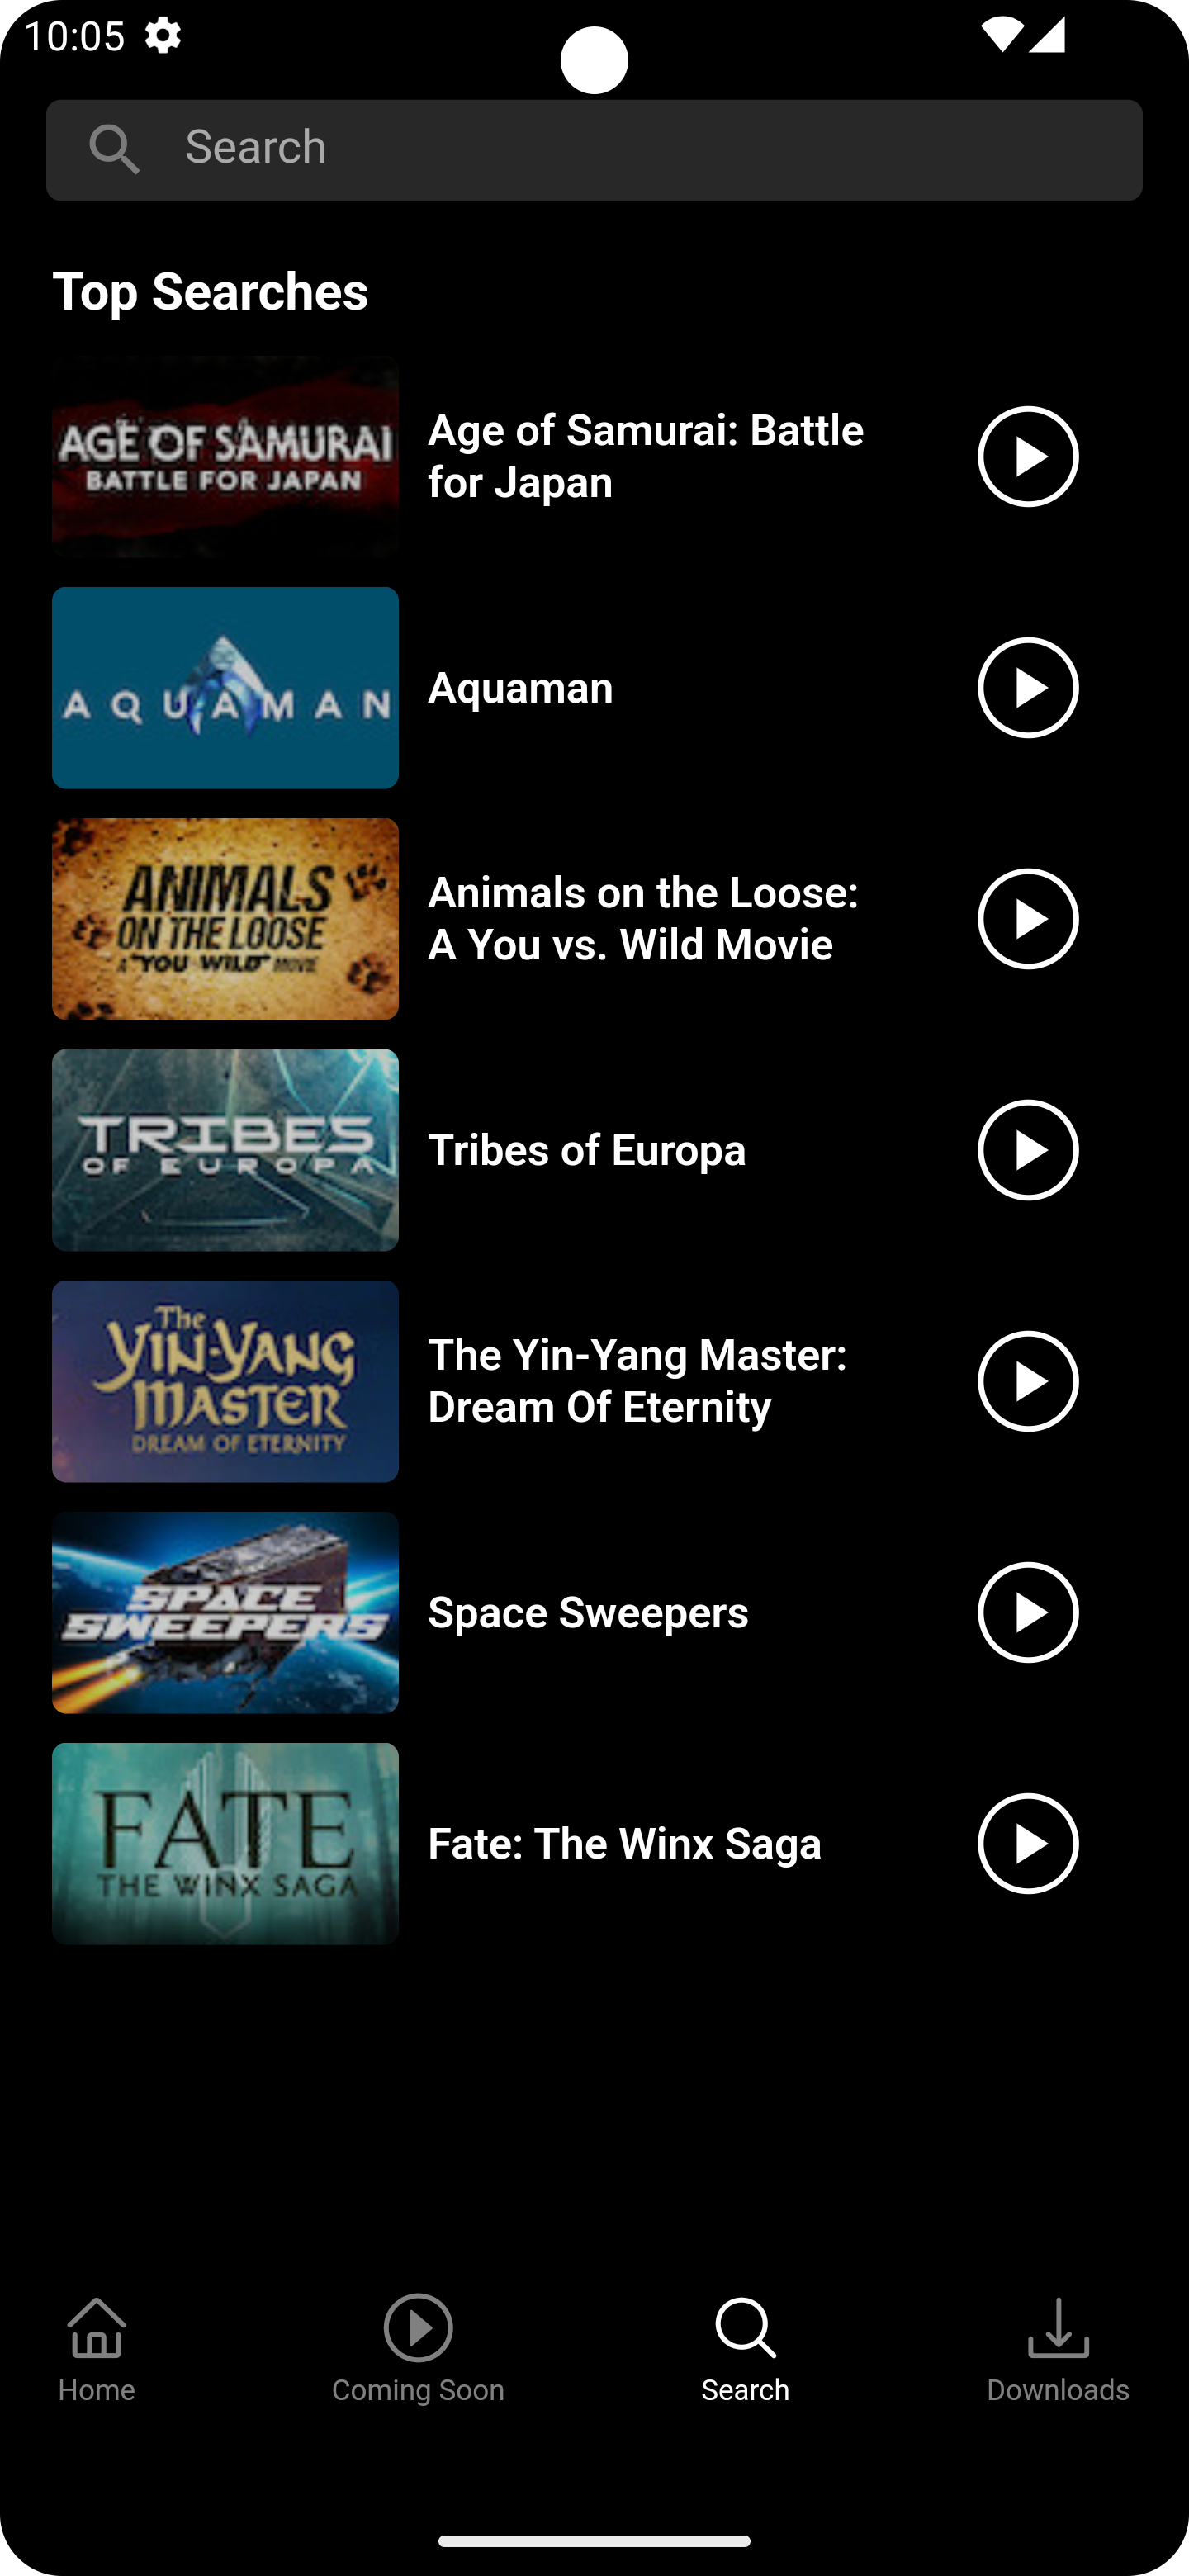 10:05
Search
Top Searches
AGE OF SAMURAI
BATTLE FOR JAPAN
Age of Samurai: Battle
for Japan
AQUAMAN
Aquaman
ANIMALS
ON THE LOOSE
A "YOU VS WILD" MOVIE
Animals on the Loose:
A You vs. Wild Movie
TRIBES
OF EUROPA
Tribes of Europa
The
YIN-YANG
MASTER
DREAM OF ETERNITY
The Yin-Yang Master:
Dream Of Eternity
SPACE
SWEEPERS
Space Sweepers
FATE
THE WINX SAGA
Fate: The Winx Saga
Home
Coming Soon
Search
Downloads